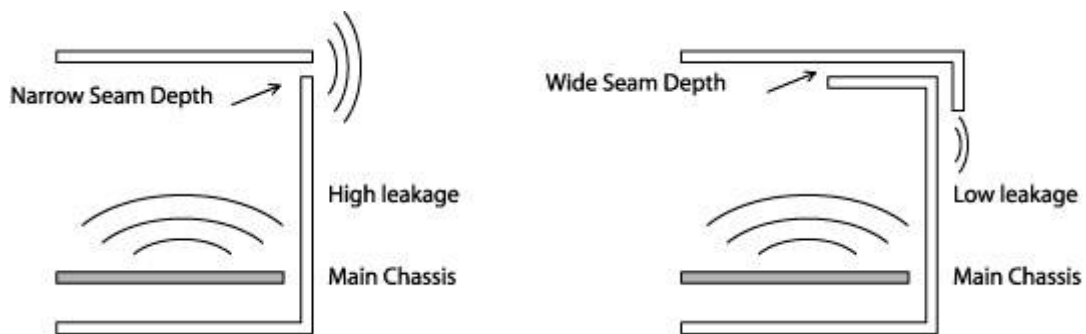 Narrow Seam Depth
High leakage
Main Chassis
Wide Seam Depth
Low leakage
Main Chassis